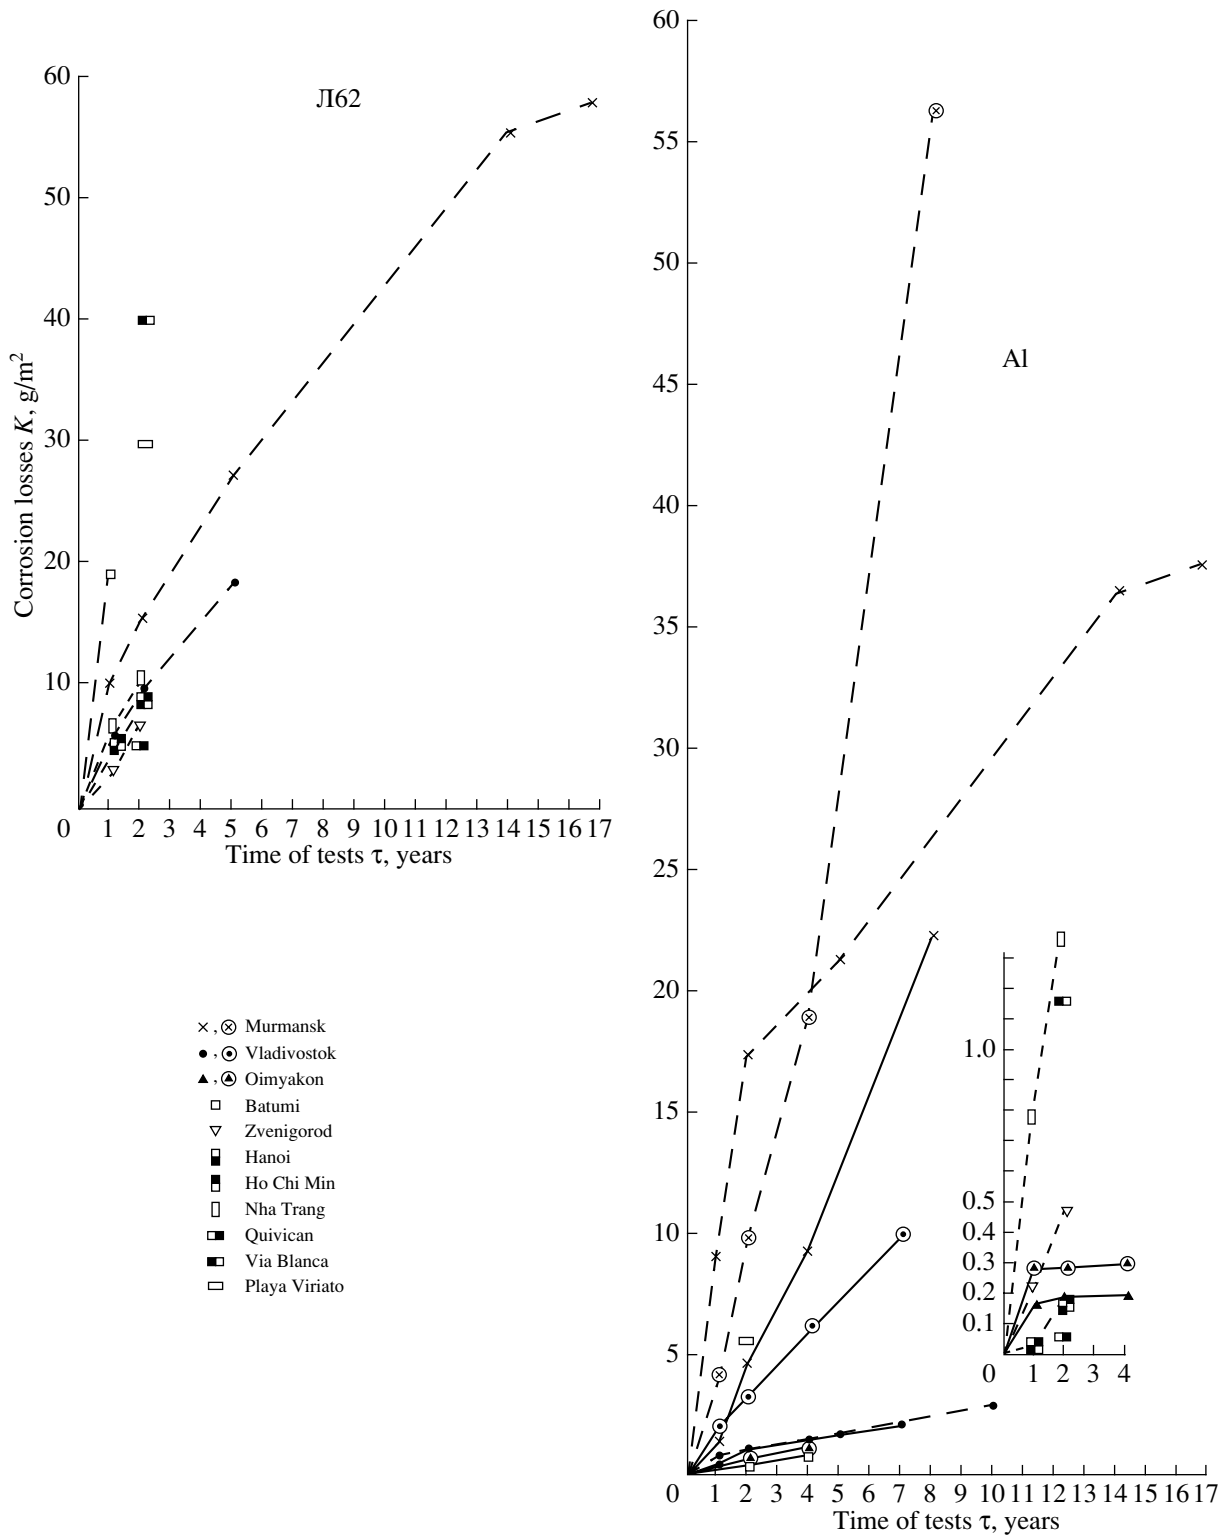 Л62
60
50
40
30
20
10
0
1 2 3 4 5 6 7 8 9 10 11 12 13 14 15 16 17
Corrosion losses K, g/m²
Time of tests τ, years
, Murmansk
, Vladivostok
, Oimyakon
Batumi
Zvenigorod
Hanoi
Ho Chi Min
Nha Trang
Quivican
Via Blanca
Playa Viriato
Al
60
55
50
45
40
35
30
25
20
15
10
5
0
1 2 3 4 5 6 7 8 9 10 11 12 13 14 15 16 17
Time of tests τ, years
1.0
0.5
0.4
0.3
0.2
0.1
0
1 2 3 4